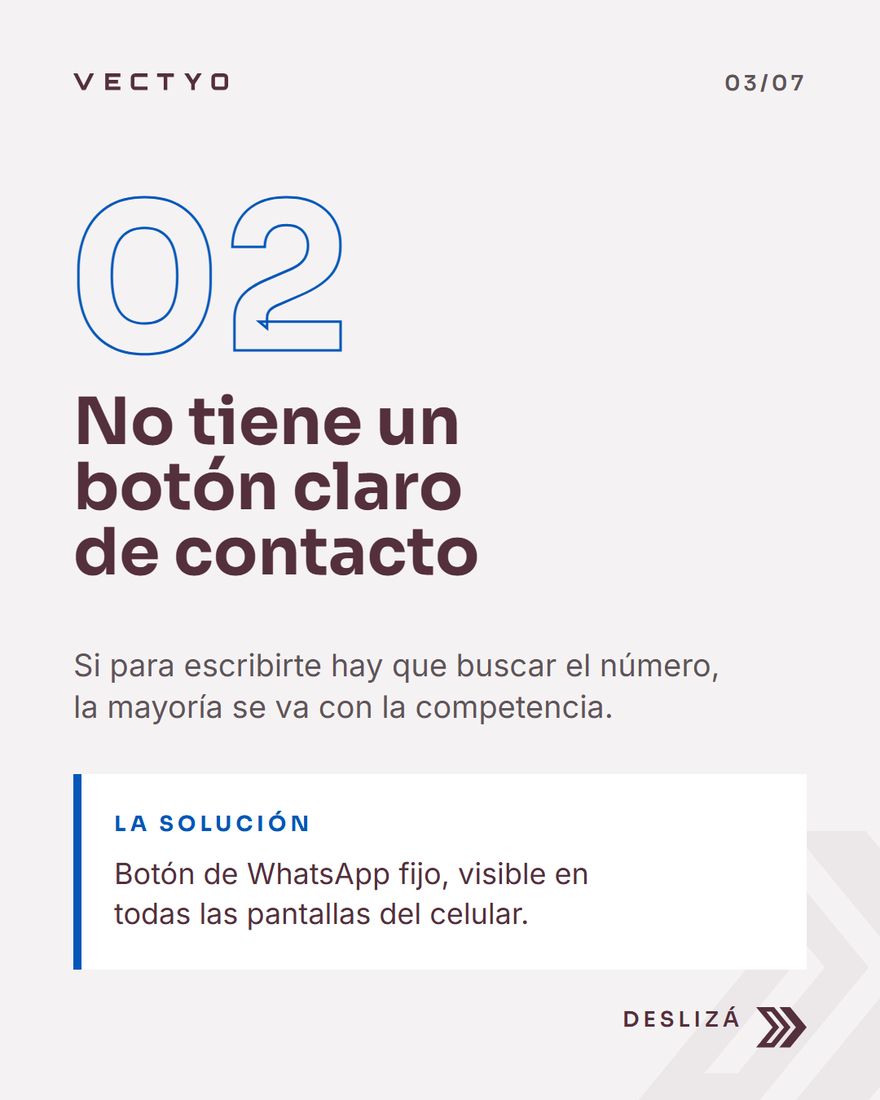 VECTYO
03/07
02
No tiene un
botón claro
de contacto
Si para escribirte hay que buscar el número,
la mayoría se va con la competencia.
LA SOLUCIÓN
Botón de WhatsApp fijo, visible en
todas las pantallas del celular.
DESLIZÁ